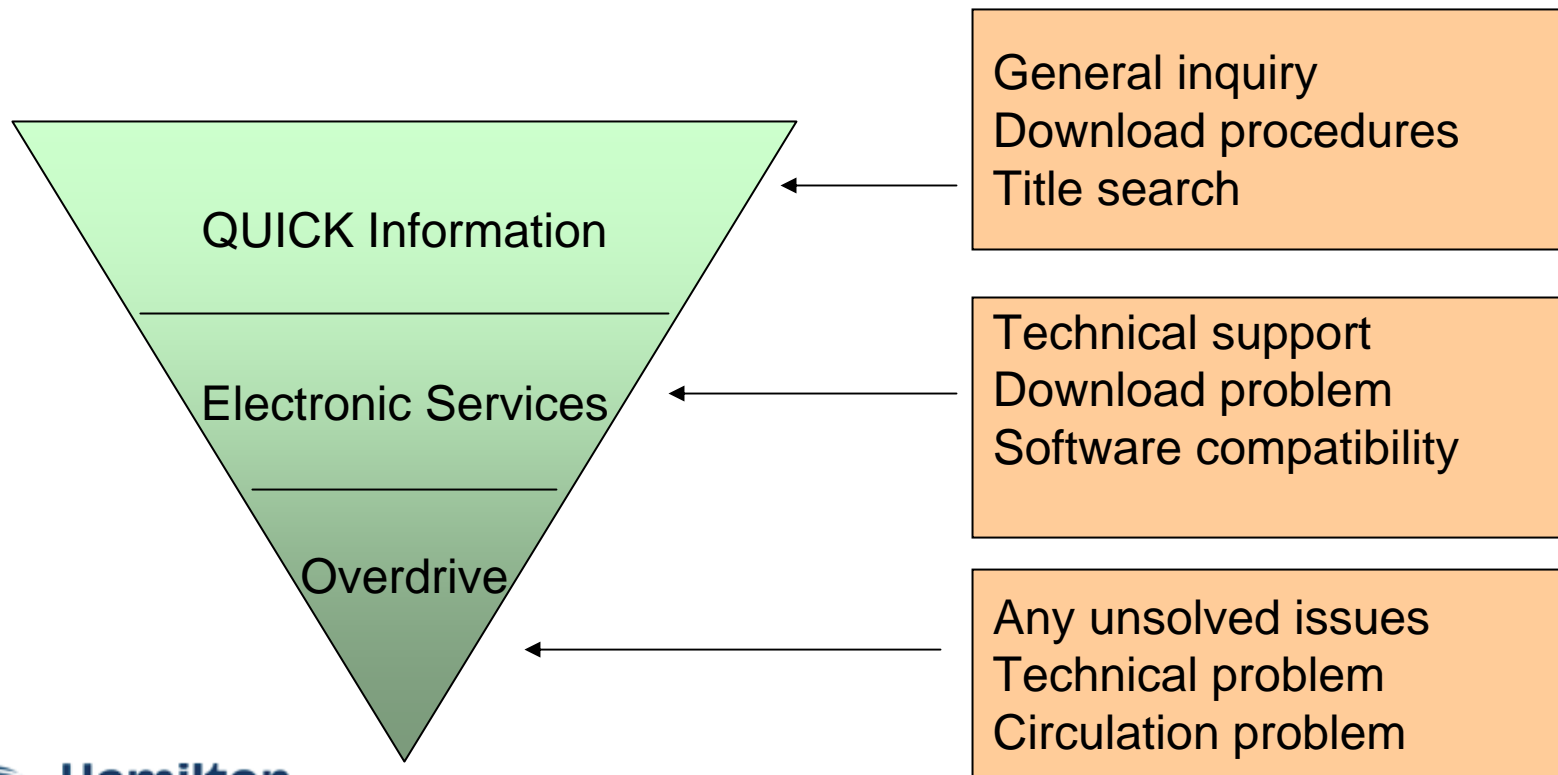 General inquiry
Download procedures
Title search
QUICK Information
Technical support
Download problem
Software compatibility
Electronic Services
Any unsolved issues
Technical problem
Circulation problem
Overdrive
Hamilton